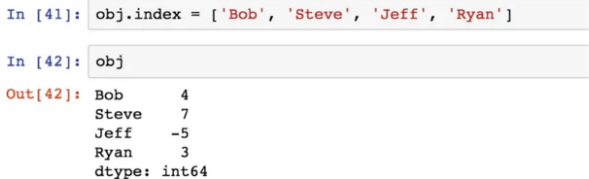 In [41]: obj.index = ['Bob', 'Steve', 'Jeff', 'Ryan']
In [42]: obj
Out[42]: Bob      4
Steve    7
Jeff    -5
Ryan     3
dtype: int64